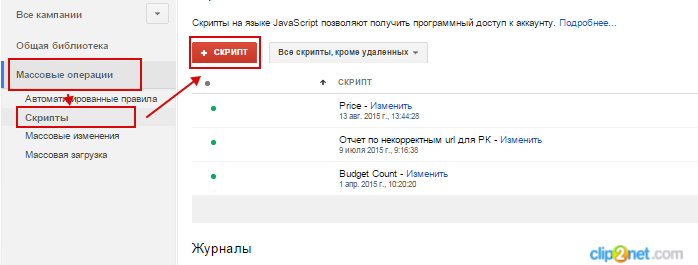 Все кампании
Общая библиотека
Массовые операции
Автоматизированные правила
Скрипты
Массовые изменения
Массовая загрузка
Скрипты на языке JavaScript позволяют получить программный доступ к аккаунту. Подробнее...
+ СКРИПТ
Все скрипты, кроме удаленных
СКРИПТ
Price - Изменить
13 авг. 2015 г., 13:44:28
Отчет по некорректным url для РК - Изменить
9 июля 2015 г., 9:16:38
Budget Count - Изменить
1 апр. 2015 г., 10:20:20
Журналы
clip2net.com